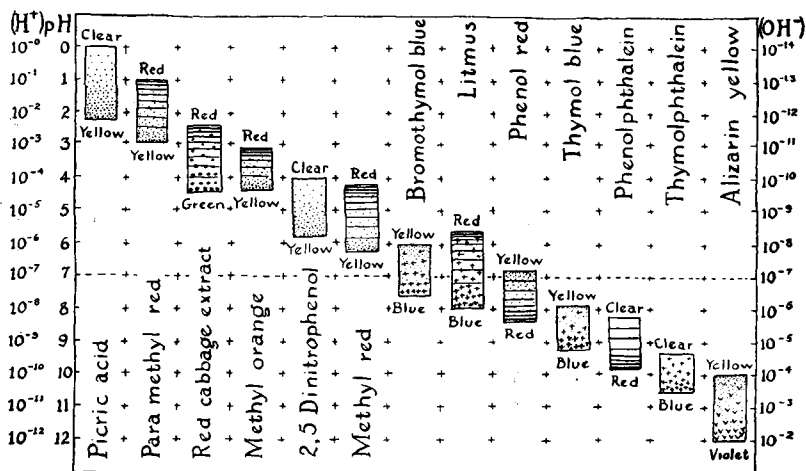 (H⁺) pH (OH⁻)
10⁻⁰ 0 10⁻¹⁴
10⁻¹ 1 10⁻¹³
10⁻² 2 10⁻¹²
10⁻³ 3 10⁻¹¹
10⁻⁴ 4 10⁻¹⁰
10⁻⁵ 5 10⁻⁹
10⁻⁶ 6 10⁻⁸
10⁻⁷ 7 10⁻⁷
10⁻⁸ 8 10⁻⁶
10⁻⁹ 9 10⁻⁵
10⁻¹⁰ 10 10⁻⁴
10⁻¹¹ 11 10⁻³
10⁻¹² 12 10⁻²
Clear
Yellow
Picric acid
Red
Yellow
Para methyl red
Red
Green
Red cabbage extract
Red
Yellow
Methyl orange
Clear
Yellow
2,5 Dinitrophenol
Red
Yellow
Methyl red
Bromothymol blue
Yellow
Blue
Litmus
Red
Blue
Phenol red
Yellow
Red
Thymol blue
Yellow
Blue
Phenolphthalein
Clear
Red
Thymolphthalein
Clear
Blue
Alizarin yellow
Yellow
Violet